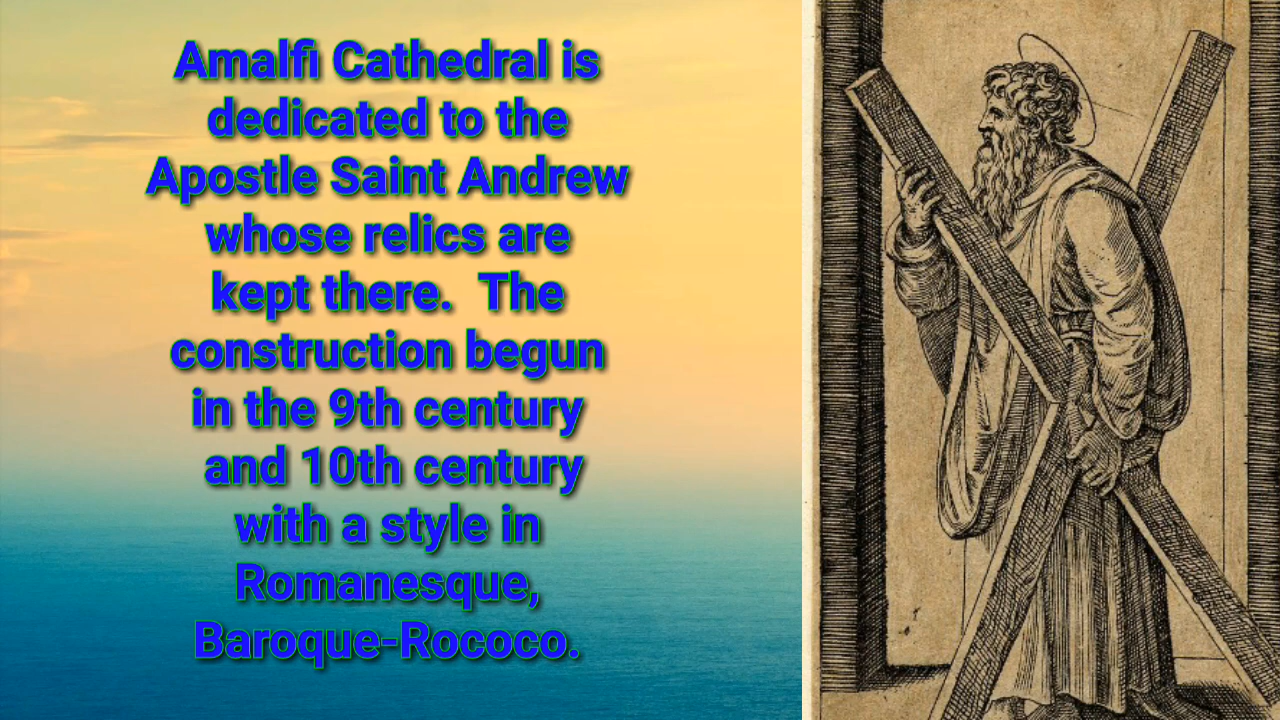 Amalfi Cathedral is
dedicated to the
Apostle Saint Andrew
whose relics are
kept there.  The
construction begun
in the 9th century
and 10th century
with a style in
Romanesque,
Baroque-Rococo.